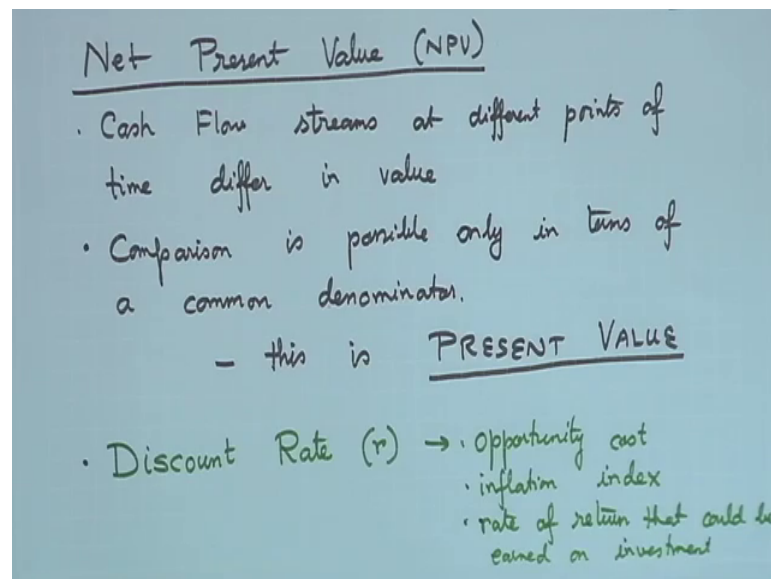 Net Present Value (NPV)
· Cash Flow streams at different points of
time differ in value
· Comparison is possible only in terms of
a common denominator.
– this is PRESENT VALUE
· Discount Rate (r) → · opportunity cost
· inflation index
· rate of return that could be
earned on investment